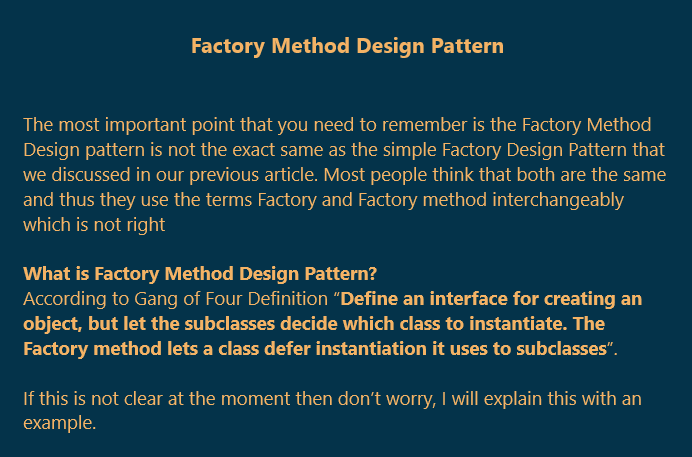 Factory Method Design Pattern
The most important point that you need to remember is the Factory Method
Design pattern is not the exact same as the simple Factory Design Pattern that
we discussed in our previous article. Most people think that both are the same
and thus they use the terms Factory and Factory method interchangeably
which is not right
What is Factory Method Design Pattern?
According to Gang of Four Definition “Define an interface for creating an
object, but let the subclasses decide which class to instantiate. The
Factory method lets a class defer instantiation it uses to subclasses”.
If this is not clear at the moment then don’t worry, I will explain this with an
example.